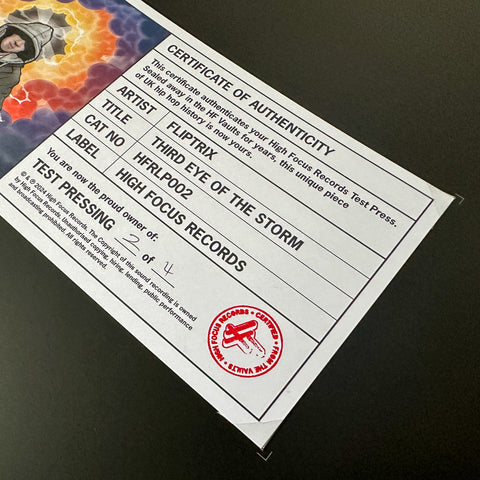 CERTIFICATE OF AUTHENTICITY
This certificate authenticates your High Focus Records Test Press.
Sealed away in the HF Vaults for years, this unique piece
of UK hip hop history is now yours.
ARTIST FLIPTRIX
TITLE THIRD EYE OF THE STORM
CAT NO HFRLP002
LABEL HIGH FOCUS RECORDS
You are now the proud owner of:
TEST PRESSING 2 of 4
© & ℗ 2024 High Focus Records. The Copyright of this sound recording is owned
by High Focus Records. Unauthorised copying, hiring, lending, public performance
and broadcasting prohibited. All rights reserved.
HIGH FOCUS RECORDS • CERTIFIED • FROM THE VAULTS •